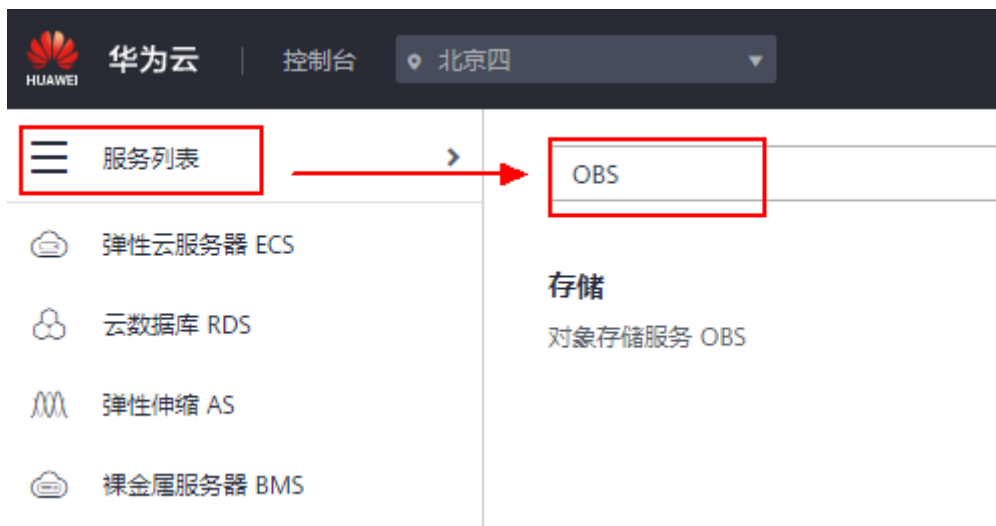 HUAWEI 华为云 控制台 北京四
服务列表
OBS
弹性云服务器 ECS
云数据库 RDS
弹性伸缩 AS
裸金属服务器 BMS
存储
对象存储服务 OBS